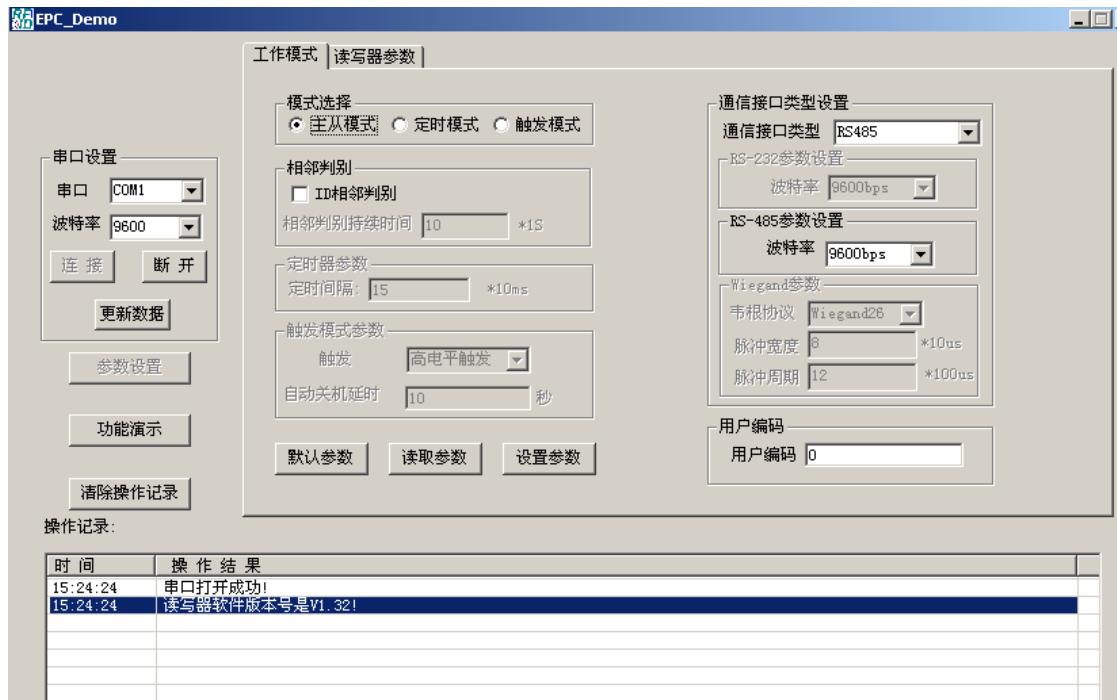 EPC_Demo
工作模式 读写器参数
串口设置
串口 COM1
波特率 9600
连 接 断 开
更新数据
参数设置
功能演示
清除操作记录
模式选择
主从模式 定时模式 触发模式
相邻判别
ID相邻判别
相邻判别持续时间 10 *1S
定时器参数
定时间隔: 15 *10ms
触发模式参数
触发 高电平触发
自动关机延时 10 秒
默认参数 读取参数 设置参数
通信接口类型设置
通信接口类型 RS485
RS-232参数设置
波特率 9600bps
RS-485参数设置
波特率 9600bps
Wiegand参数
韦根协议 Wiegand26
脉冲宽度 8 *10us
脉冲周期 12 *100us
用户编码
用户编码 0
操作记录:
时 间 操 作 结 果
15:24:24 串口打开成功!
15:24:24 读写器软件版本号是V1.32!